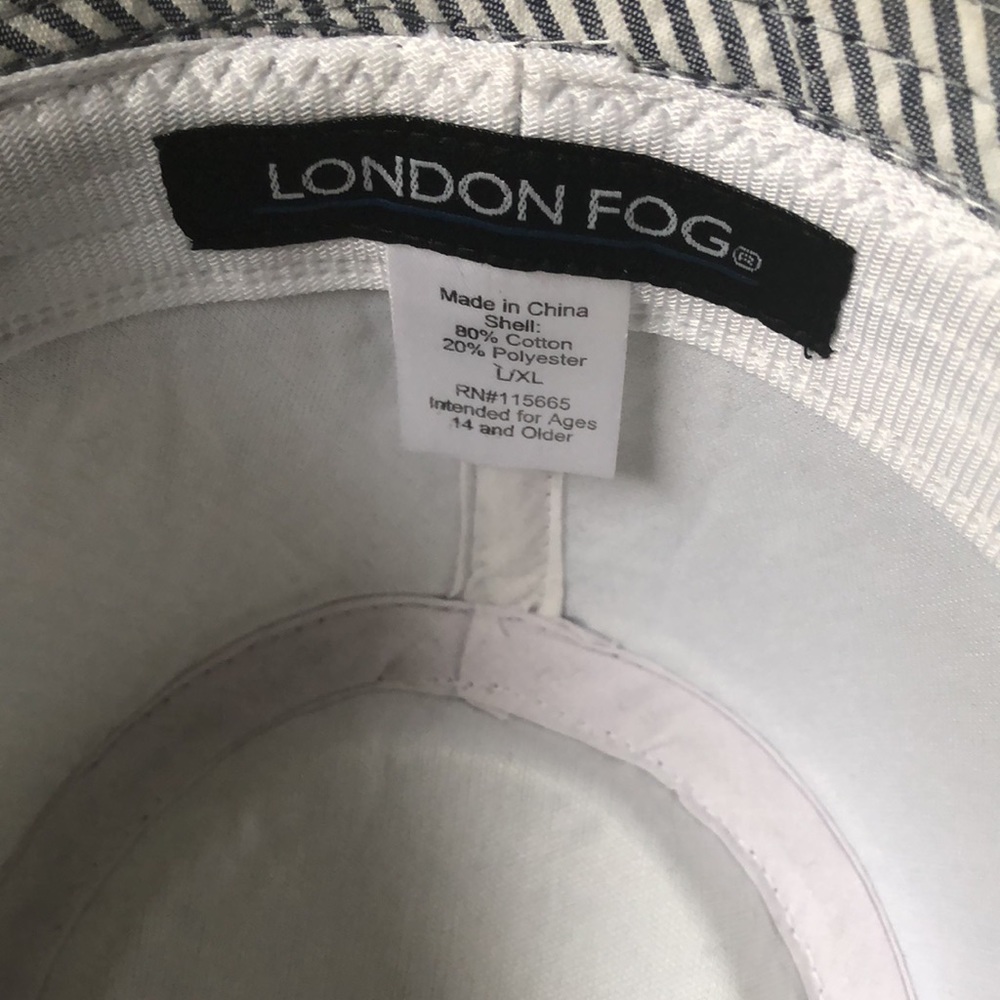 LONDON FOG®
Made in China
Shell:
80% Cotton
20% Polyester
L/XL
RN#115665
Intended for Ages
14 and Older